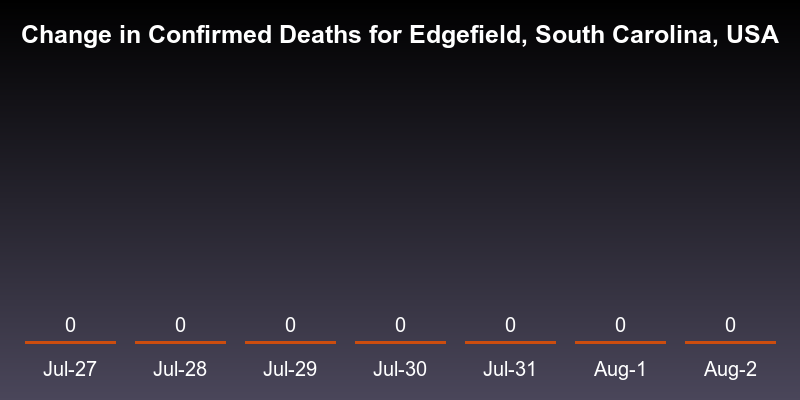 Change in Confirmed Deaths for Edgefield, South Carolina, USA
0 0 0 0 0 0 0
Jul-27 Jul-28 Jul-29 Jul-30 Jul-31 Aug-1 Aug-2